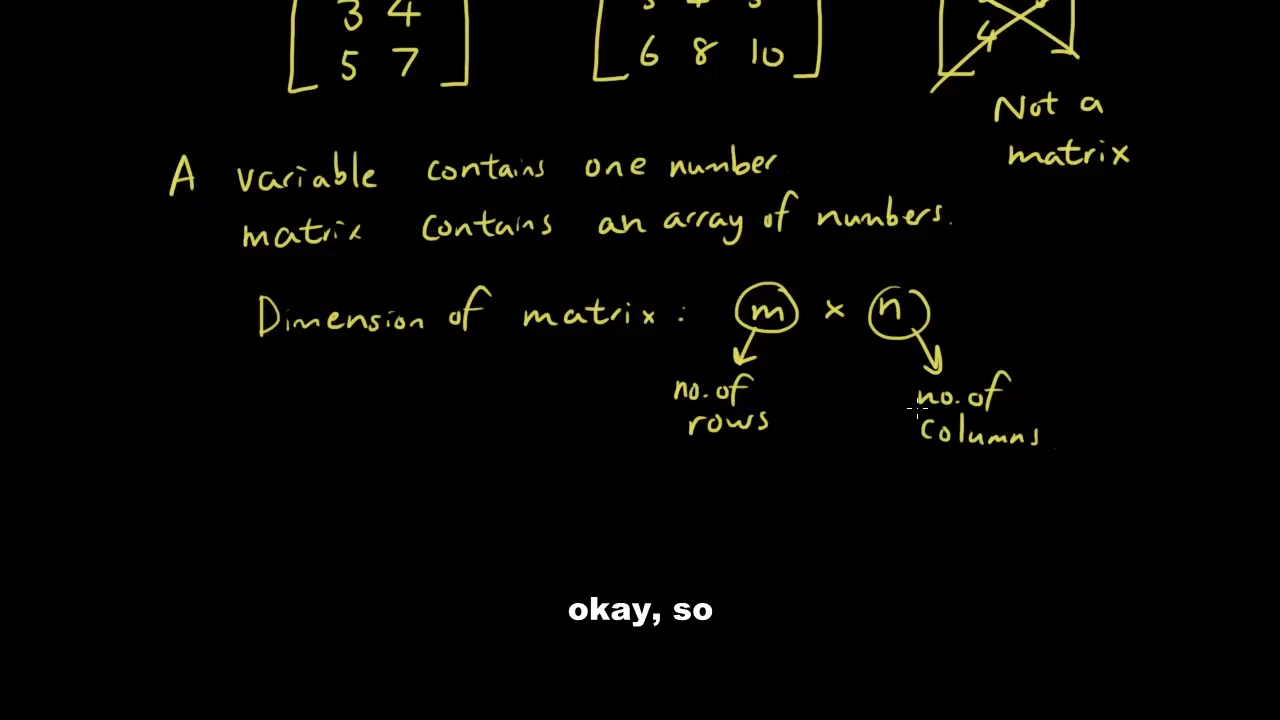 3 4
5 7
6 8 10
4
Not a
matrix
A variable contains one number
matrix contains an array of numbers.
Dimension of matrix : m × n
no. of
rows
no. of
columns
okay, so